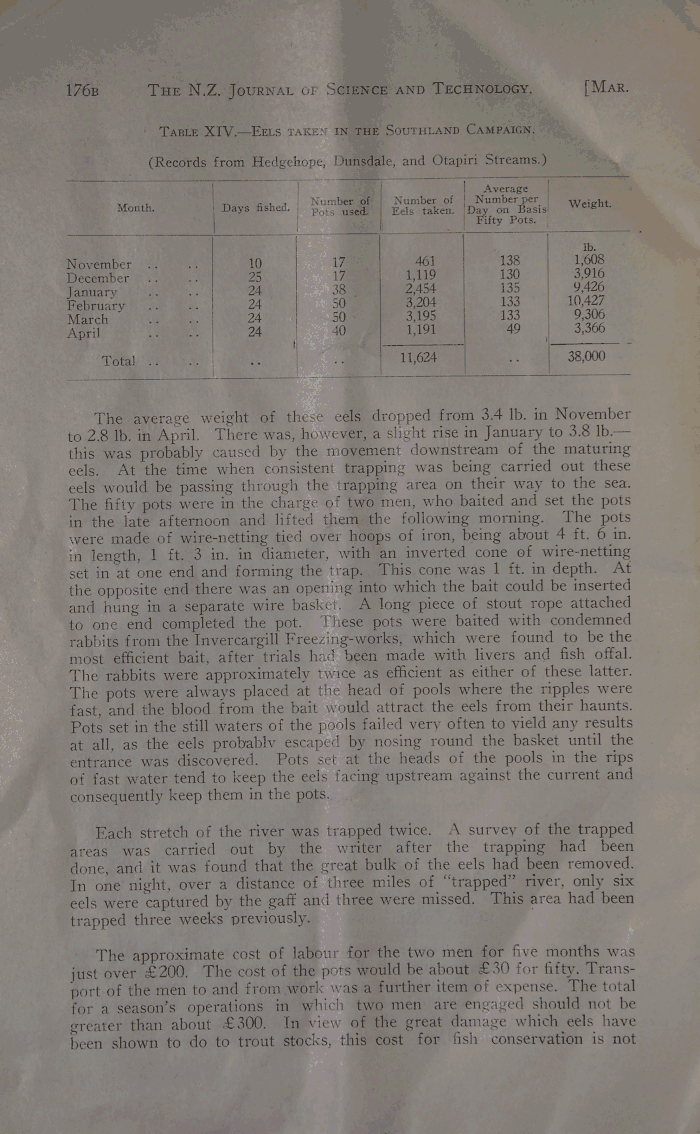 176B THE N.Z. JOURNAL OF SCIENCE AND TECHNOLOGY. [MAR.
TABLE XIV.—EELS TAKEN IN THE SOUTHLAND CAMPAIGN.
(Records from Hedgehope, Dunsdale, and Otapiri Streams.)
Month. Days fished. Number of Pots used. Number of Eels taken. Average Number per Day on Basis Fifty Pots. Weight.
lb.
November .. .. 10 17 461 138 1,608
December .. .. 25 17 1,119 130 3,916
January .. .. 24 38 2,454 135 9,426
February .. .. 24 50 3,204 133 10,427
March .. .. 24 50 3,195 133 9,306
April .. .. 24 40 1,191 49 3,366
Total .. .. .. .. 11,624 .. 38,000
The average weight of these eels dropped from 3.4 lb. in November
to 2.8 lb. in April. There was, however, a slight rise in January to 3.8 lb.—
this was probably caused by the movement downstream of the maturing
eels. At the time when consistent trapping was being carried out these
eels would be passing through the trapping area on their way to the sea.
The fifty pots were in the charge of two men, who baited and set the pots
in the late afternoon and lifted them the following morning. The pots
were made of wire-netting tied over hoops of iron, being about 4 ft. 6 in.
in length, 1 ft. 3 in. in diameter, with an inverted cone of wire-netting
set in at one end and forming the trap. This cone was 1 ft. in depth. At
the opposite end there was an opening into which the bait could be inserted
and hung in a separate wire basket. A long piece of stout rope attached
to one end completed the pot. These pots were baited with condemned
rabbits from the Invercargill Freezing-works, which were found to be the
most efficient bait, after trials had been made with livers and fish offal.
The rabbits were approximately twice as efficient as either of these latter.
The pots were always placed at the head of pools where the ripples were
fast, and the blood from the bait would attract the eels from their haunts.
Pots set in the still waters of the pools failed very often to yield any results
at all, as the eels probably escaped by nosing round the basket until the
entrance was discovered. Pots set at the heads of the pools in the rips
of fast water tend to keep the eels facing upstream against the current and
consequently keep them in the pots.
Each stretch of the river was trapped twice. A survey of the trapped
areas was carried out by the writer after the trapping had been
done, and it was found that the great bulk of the eels had been removed.
In one night, over a distance of three miles of "trapped" river, only six
eels were captured by the gaff and three were missed. This area had been
trapped three weeks previously.
The approximate cost of labour for the two men for five months was
just over £200. The cost of the pots would be about £30 for fifty. Trans-
port of the men to and from work was a further item of expense. The total
for a season's operations in which two men are engaged should not be
greater than about £300. In view of the great damage which eels have
been shown to do to trout stocks, this cost for fish conservation is not